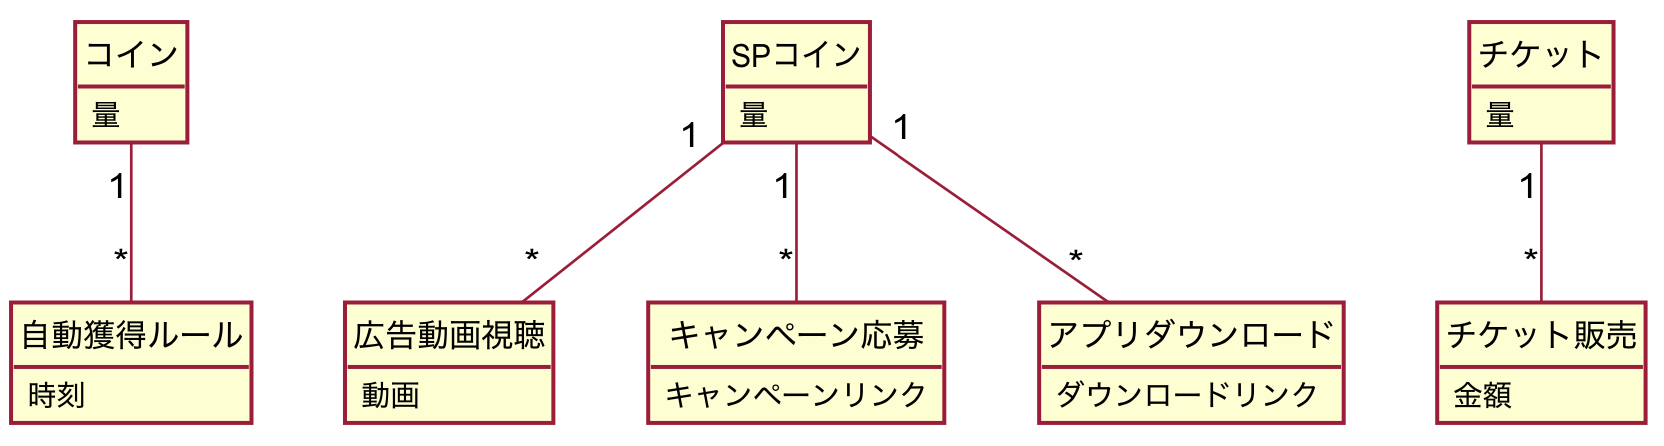 コイン
量
SPコイン
量
チケット
量
1
*
1
*
1
*
1
*
1
*
自動獲得ルール
時刻
広告動画視聴
動画
キャンペーン応募
キャンペーンリンク
アプリダウンロード
ダウンロードリンク
チケット販売
金額